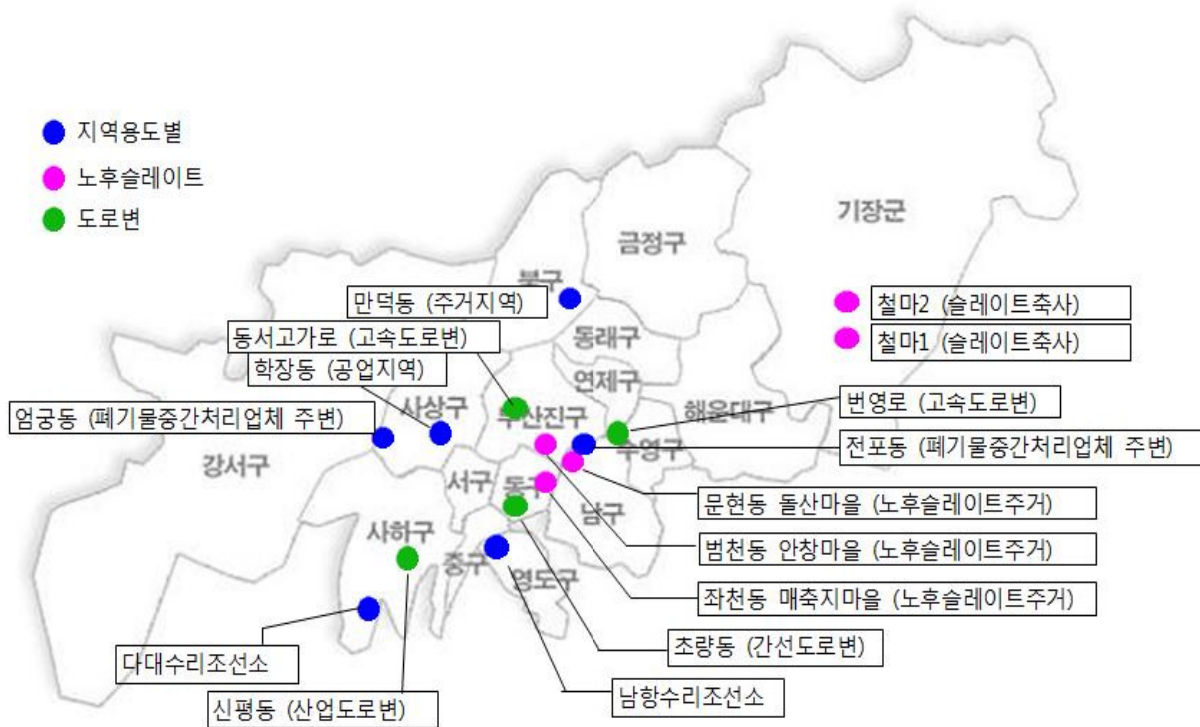 지역용도별
노후슬레이트
도로변
기장군
금정구
북구
만덕동 (주거지역)
철마2 (슬레이트축사)
동서고가로 (고속도로변)
동래구
철마1 (슬레이트축사)
학장동 (공업지역)
연제구
사상구
부산진구
해운대구
번영로 (고속도로변)
엄궁동 (폐기물중간처리업체 주변)
수영구
전포동 (폐기물중간처리업체 주변)
강서구
서구
동구
문현동 돌산마을 (노후슬레이트주거)
남구
사하구
범천동 안창마을 (노후슬레이트주거)
중구
영도구
좌천동 매축지마을 (노후슬레이트주거)
초량동 (간선도로변)
다대수리조선소
남항수리조선소
신평동 (산업도로변)